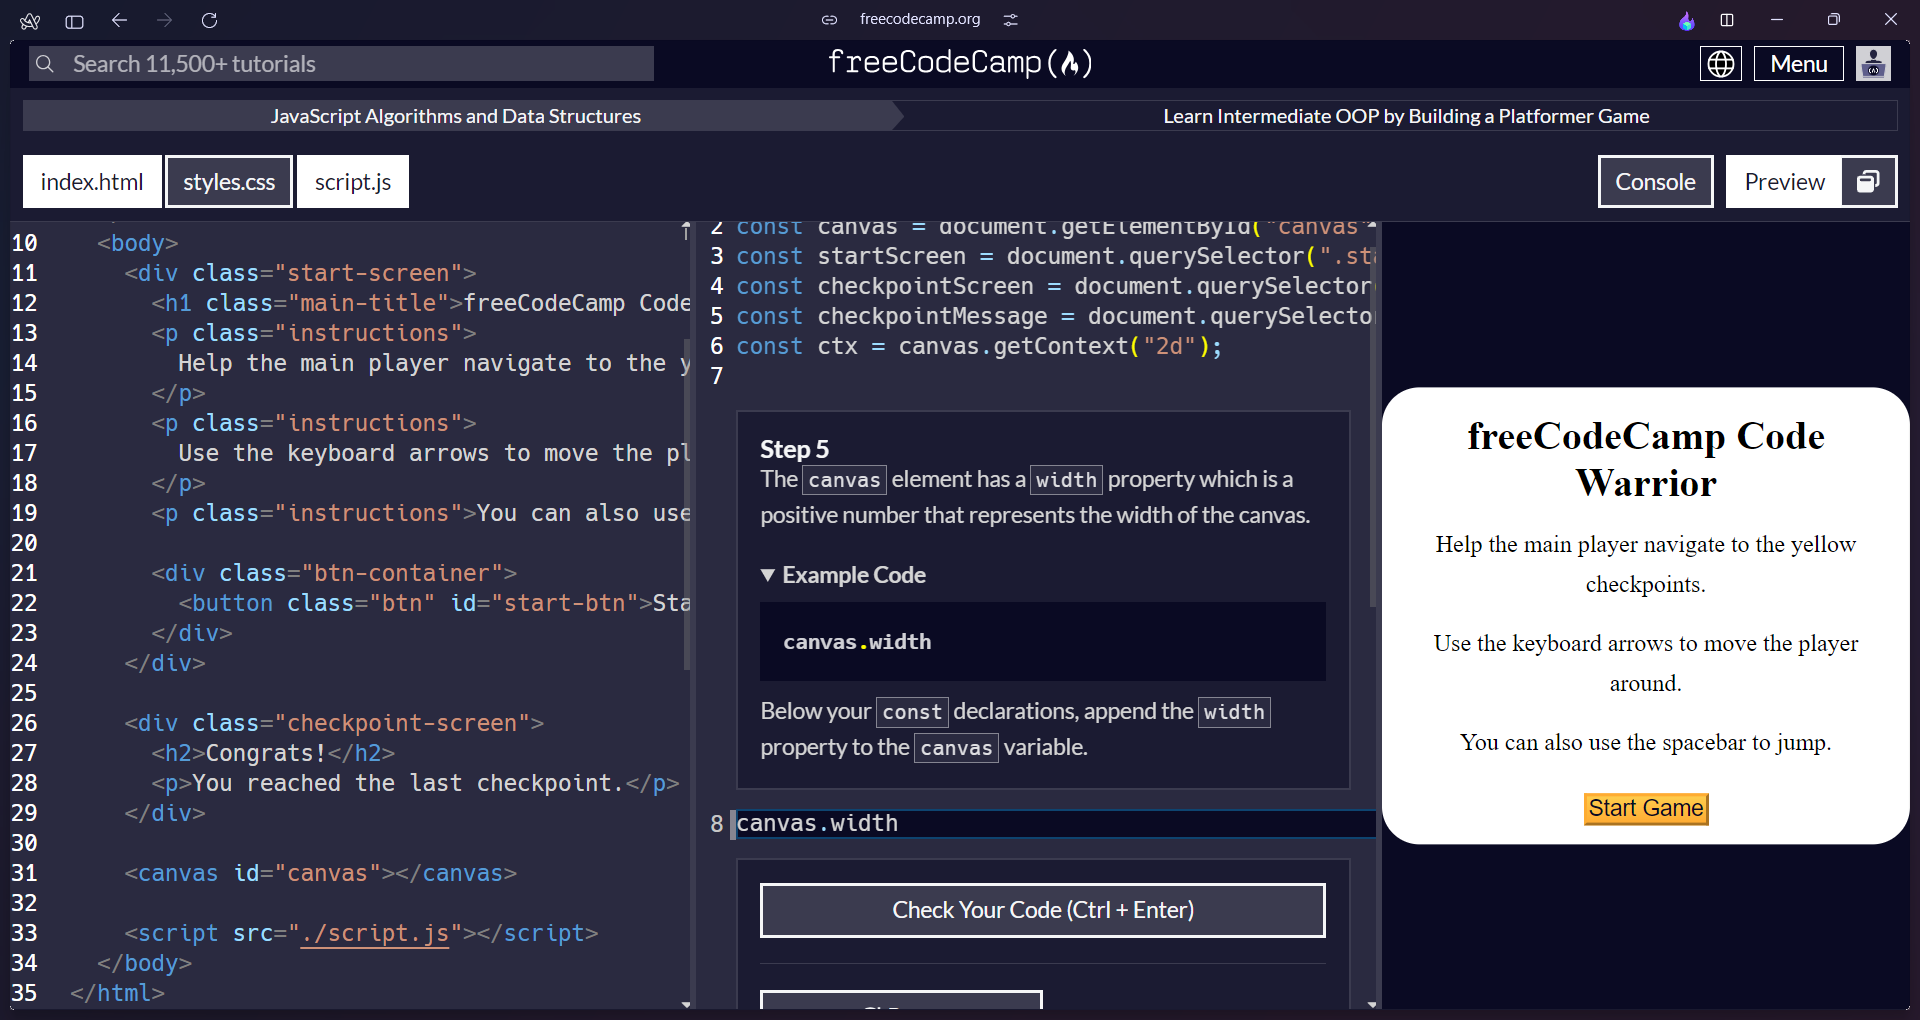 freecodecamp.org
Search 11,500+ tutorials
freeCodeCamp
Menu
JavaScript Algorithms and Data Structures
Learn Intermediate OOP by Building a Platformer Game
index.html
styles.css
script.js
Console
Preview
10 <body>
11 <div class="start-screen">
12 <h1 class="main-title">freeCodeCamp Code
13 <p class="instructions">
14 Help the main player navigate to the y
15 </p>
16 <p class="instructions">
17 Use the keyboard arrows to move the pl
18 </p>
19 <p class="instructions">You can also use
20
21 <div class="btn-container">
22 <button class="btn" id="start-btn">Sta
23 </div>
24 </div>
25
26 <div class="checkpoint-screen">
27 <h2>Congrats!</h2>
28 <p>You reached the last checkpoint.</p>
29 </div>
30
31 <canvas id="canvas"></canvas>
32
33 <script src="./script.js"></script>
34 </body>
35 </html>
2 const canvas = document.getElementById("canvas"
3 const startScreen = document.querySelector(".sta
4 const checkpointScreen = document.querySelector(
5 const checkpointMessage = document.querySelector
6 const ctx = canvas.getContext("2d");
7
Step 5
The canvas element has a width property which is a
positive number that represents the width of the canvas.
Example Code
canvas.width
Below your const declarations, append the width
property to the canvas variable.
8 canvas.width
Check Your Code (Ctrl + Enter)
freeCodeCamp Code
Warrior
Help the main player navigate to the yellow
checkpoints.
Use the keyboard arrows to move the player
around.
You can also use the spacebar to jump.
Start Game